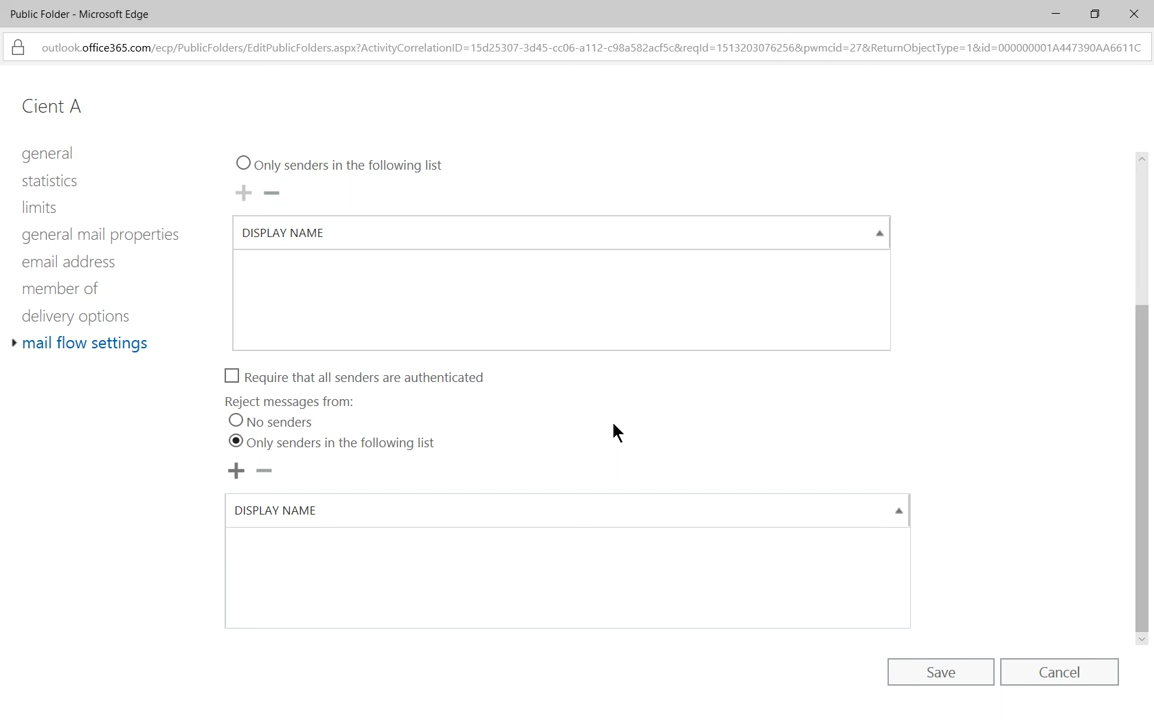 Public Folder - Microsoft Edge
outlook.office365.com/ecp/PublicFolders/EditPublicFolders.aspx?ActivityCorrelationID=15d25307-3d45-cc06-a112-c98a582acf5c&reqId=1513203076256&pwmcid=27&ReturnObjectType=1&id=000000001A447390AA6611C
Cient A
general
statistics
limits
general mail properties
email address
member of
delivery options
mail flow settings
Only senders in the following list
DISPLAY NAME
Require that all senders are authenticated
Reject messages from:
No senders
Only senders in the following list
DISPLAY NAME
Save
Cancel